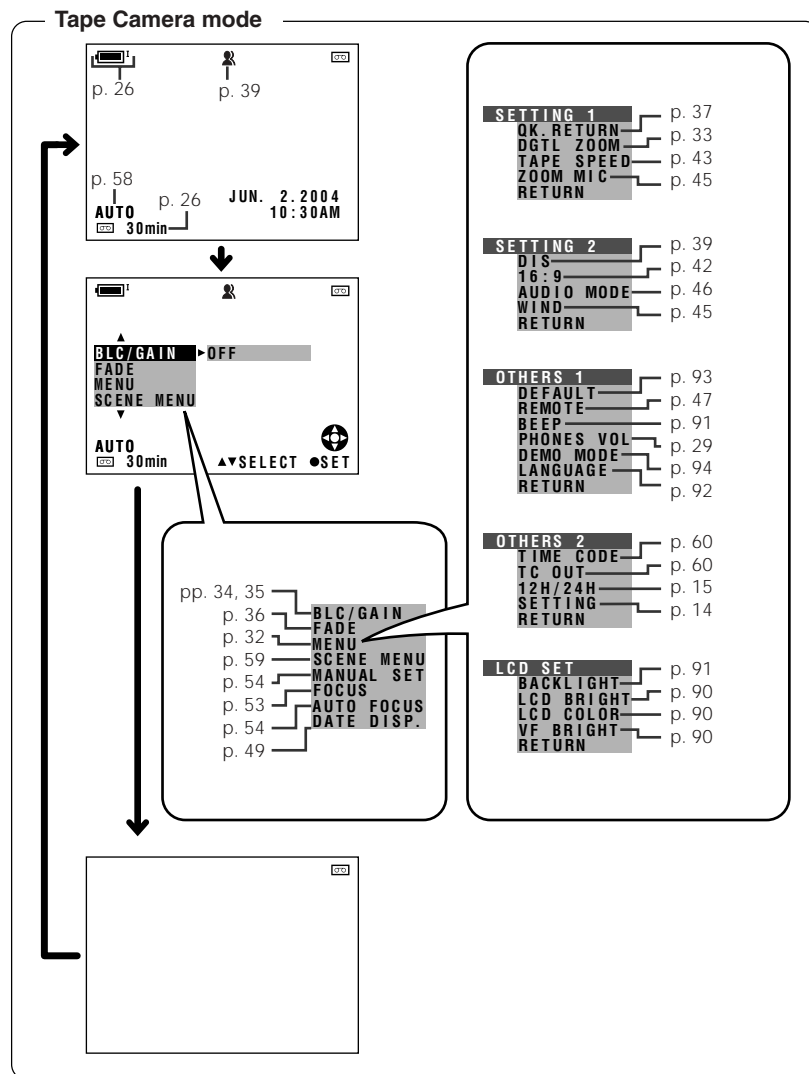 Tape Camera mode
p. 26
p. 39
p. 58
p. 26
JUN. 2.2004
AUTO
10:30AM
30min
BLC/GAIN OFF
FADE
MENU
SCENE MENU
AUTO
30min
SELECT SET
pp. 34, 35
p. 36
p. 32
p. 59
p. 54
p. 53
p. 54
p. 49
BLC/GAIN
FADE
MENU
SCENE MENU
MANUAL SET
FOCUS
AUTO FOCUS
DATE DISP.
SETTING 1
QK.RETURN p. 37
DGTL ZOOM p. 33
TAPE SPEED p. 43
ZOOM MIC p. 45
RETURN
SETTING 2
DIS p. 39
16:9 p. 42
AUDIO MODE p. 46
WIND p. 45
RETURN
OTHERS 1
DEFAULT p. 93
REMOTE p. 47
BEEP p. 91
PHONES VOL p. 29
DEMO MODE p. 94
LANGUAGE p. 92
RETURN
OTHERS 2
TIME CODE p. 60
TC OUT p. 60
12H/24H p. 15
SETTING p. 14
RETURN
LCD SET
BACKLIGHT p. 91
LCD BRIGHT p. 90
LCD COLOR p. 90
VF BRIGHT p. 90
RETURN